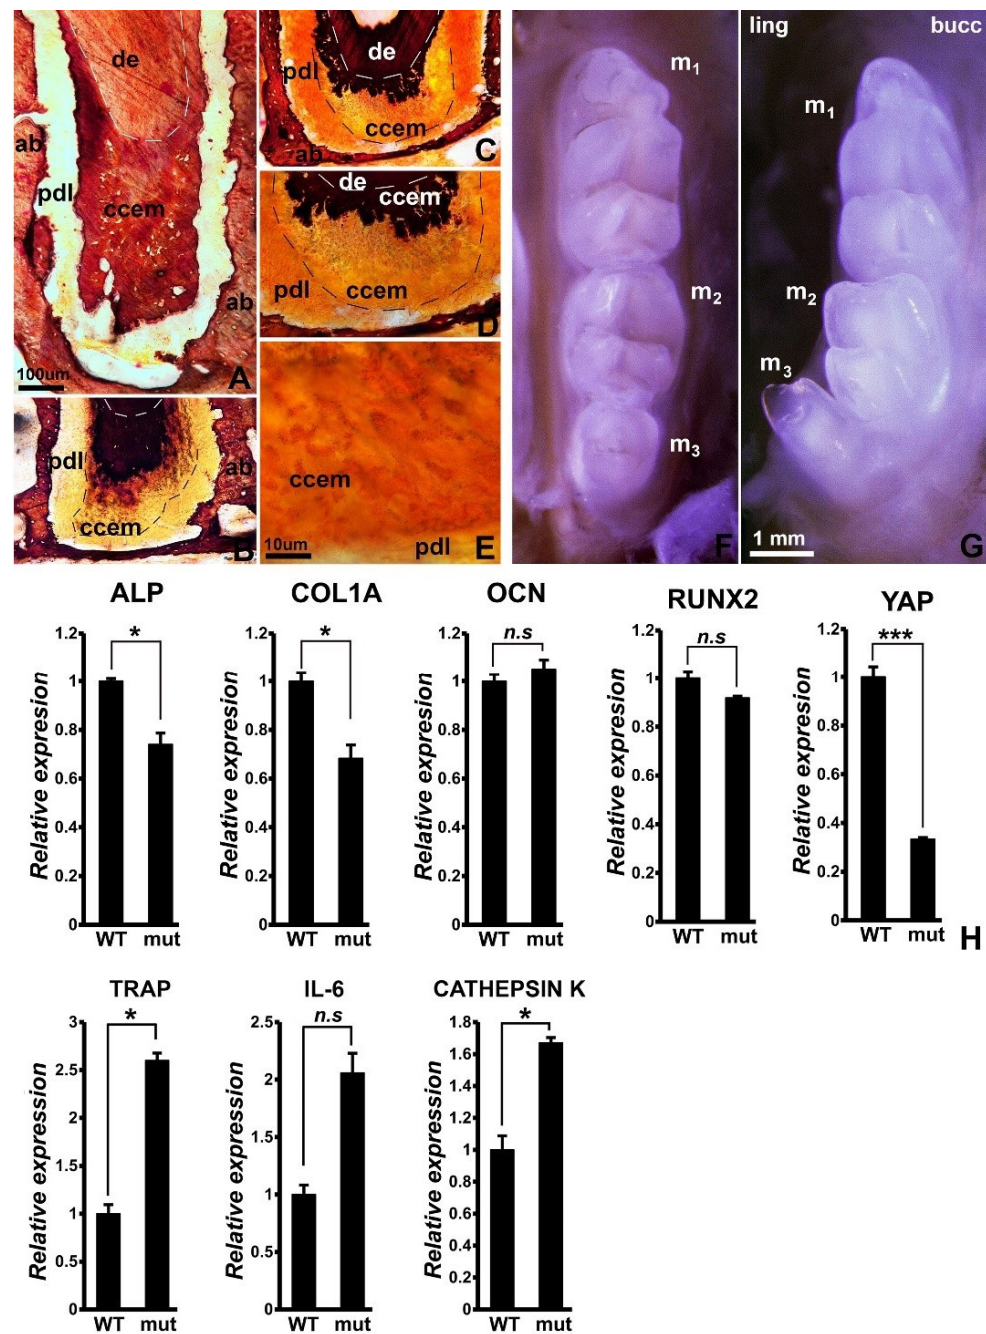 de
ab
pdl
ccem
ab
100um
A
de
pdl
ccem
ab
C
de
ccem
pdl
ccem
D
pdl
ab
ccem
B
ccem
10um
pdl
E
m1
m2
m3
F
ling
bucc
m1
m2
m3
1 mm
G
ALP
COL1A
OCN
RUNX2
YAP
*
*
n.s
n.s
***
Relative expresion
1.2
1
0.8
0.6
0.4
0.2
0
WT mut
Relative expresion
1.2
1
0.8
0.6
0.4
0.2
0
WT mut
Relative expresion
1.2
1
0.8
0.6
0.4
0.2
0
WT mut
Relative expresion
1.2
1
0.8
0.6
0.4
0.2
0
WT mut
Relative expresion
1.2
1
0.8
0.6
0.4
0.2
0
WT mut
H
TRAP
IL-6
CATHEPSIN K
*
n.s
*
Relative expression
3
2.5
2
1.5
1
0.5
0
WT mut
Relative expression
2.5
2
1.5
1
0.5
0
WT mut
Relative expression
1.8
1.6
1.4
1.2
1
0.8
0.6
0.4
0.2
0
WT mut